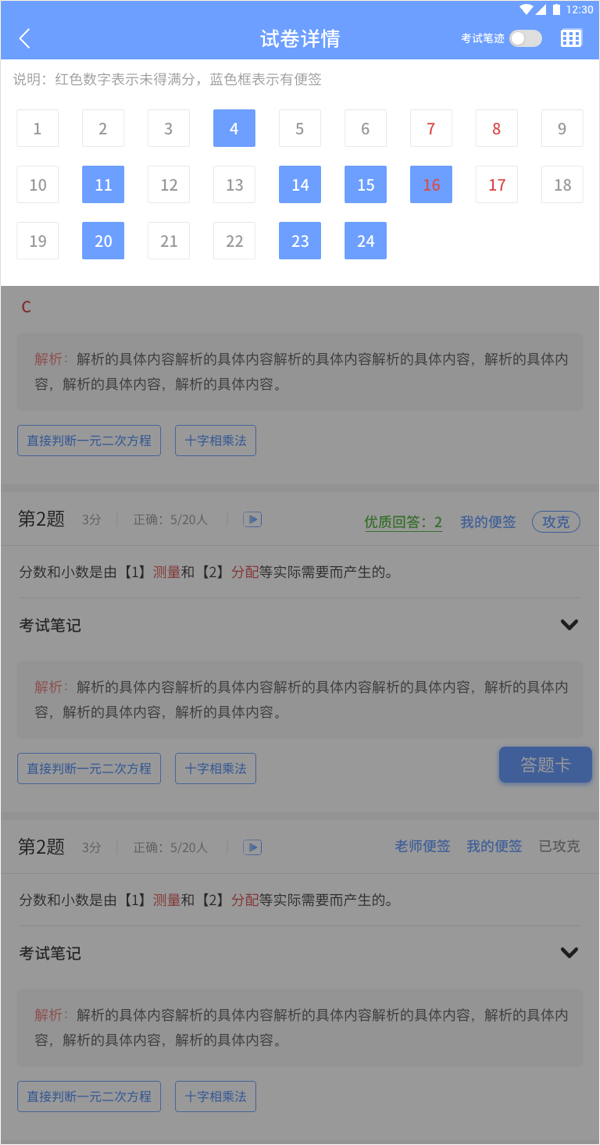 12:30
试卷详情
考试笔迹
说明：红色数字表示未得满分，蓝色框表示有便签
1 2 3 4 5 6 7 8 9
10 11 12 13 14 15 16 17 18
19 20 21 22 23 24
C
解析：解析的具体内容解析的具体内容解析的具体内容解析的具体内容，解析的具体内
容，解析的具体内容，解析的具体内容。
直接判断一元二次方程 十字相乘法
第2题 3分 正确：5/20人 优质回答：2 我的便签 攻克
分数和小数是由【1】测量和【2】分配等实际需要而产生的。
考试笔记
解析：解析的具体内容解析的具体内容解析的具体内容解析的具体内容，解析的具体内
容，解析的具体内容，解析的具体内容。
直接判断一元二次方程 十字相乘法
答题卡
第2题 3分 正确：5/20人 老师便签 我的便签 已攻克
分数和小数是由【1】测量和【2】分配等实际需要而产生的。
考试笔记
解析：解析的具体内容解析的具体内容解析的具体内容解析的具体内容，解析的具体内
容，解析的具体内容，解析的具体内容。
直接判断一元二次方程 十字相乘法